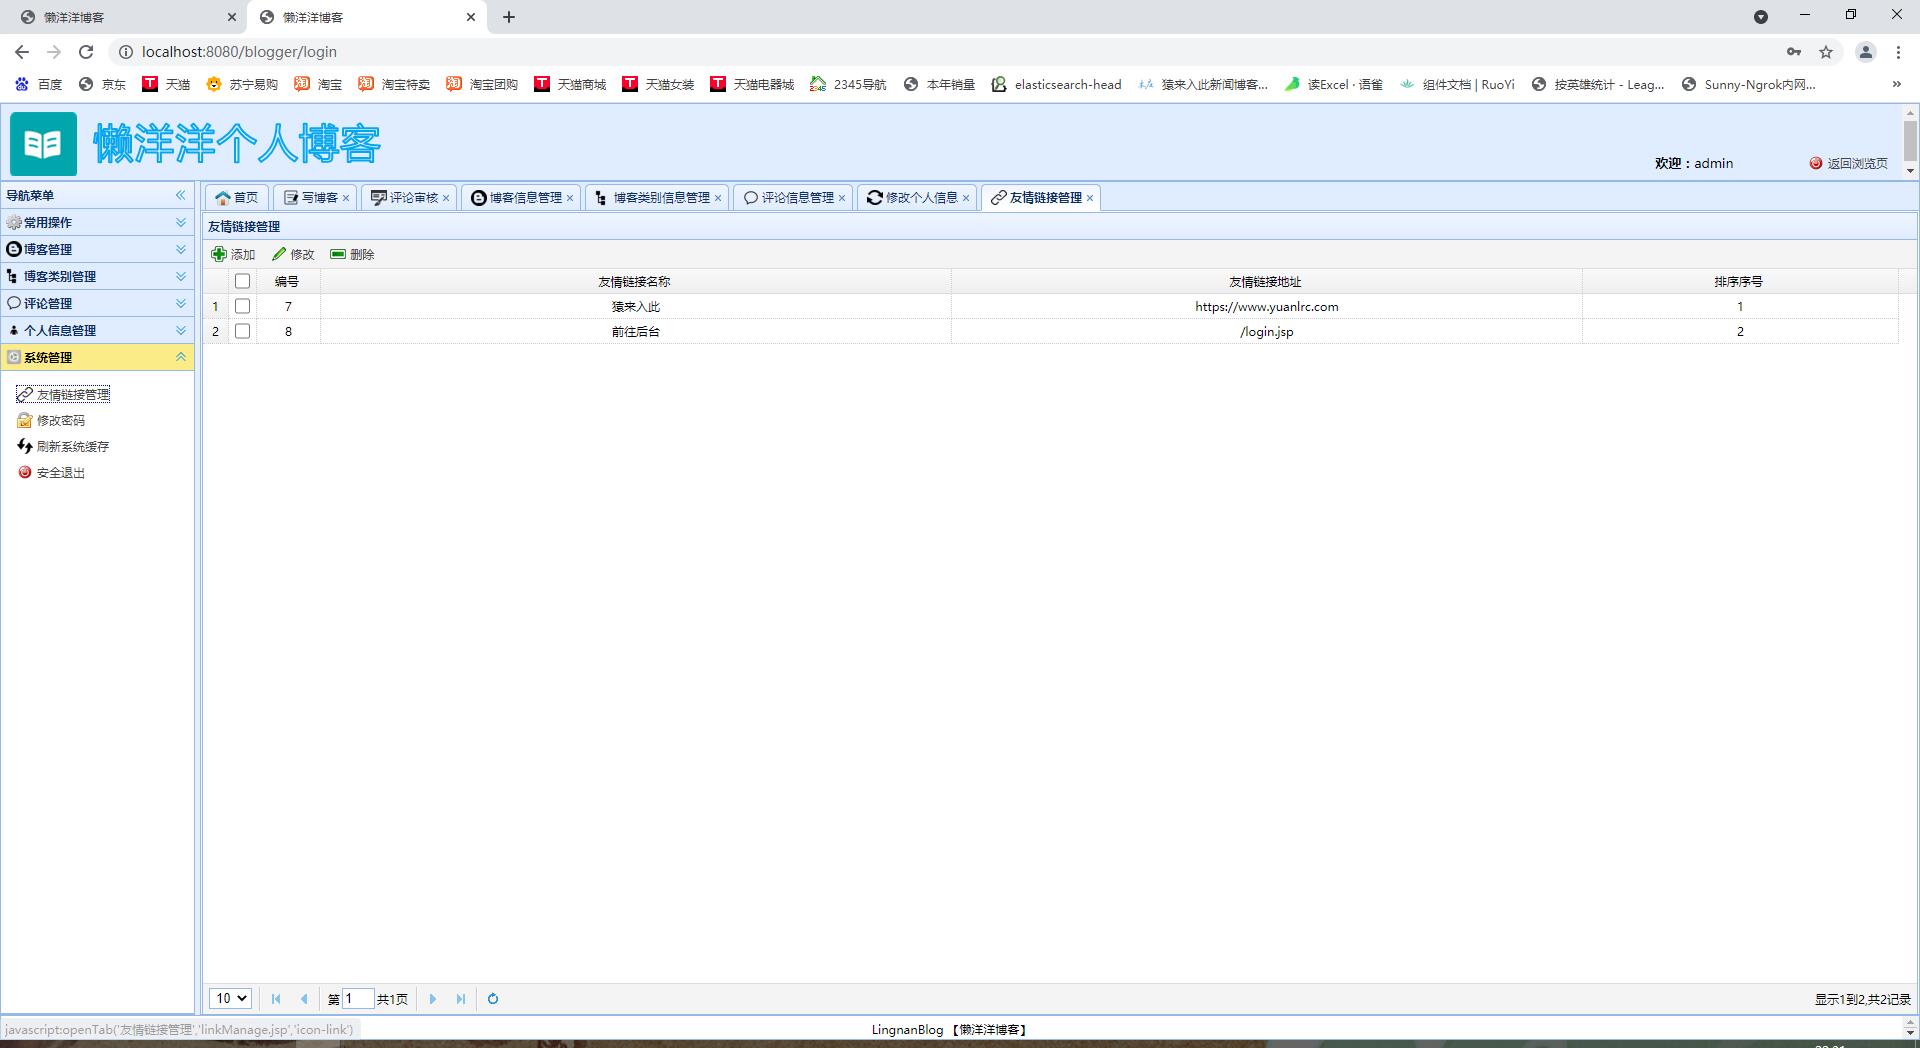 懒洋洋博客
懒洋洋博客
localhost:8080/blogger/login
百度 京东 天猫 苏宁易购 淘宝 淘宝特卖 淘宝团购 天猫商城 天猫女装 天猫电器城 2345导航 本年销量 elasticsearch-head 猿来入此新闻博客... 读Excel · 语雀 组件文档 | RuoYi 按英雄统计 - Leag... Sunny-Ngrok内网... »
懒洋洋个人博客
欢迎：admin
返回浏览页
导航菜单
常用操作
博客管理
博客类别管理
评论管理
个人信息管理
系统管理
友情链接管理
修改密码
刷新系统缓存
安全退出
首页 写博客 评论审核 博客信息管理 博客类别信息管理 评论信息管理 修改个人信息 友情链接管理
友情链接管理
添加 修改 删除
编号 友情链接名称 友情链接地址 排序序号
1 7 猿来入此 https://www.yuanlrc.com 1
2 8 前往后台 /login.jsp 2
10 第 1 共1页 显示1到2,共2记录
javascript:openTab('友情链接管理','linkManage.jsp','icon-link')
LingnanBlog 【懒洋洋博客】